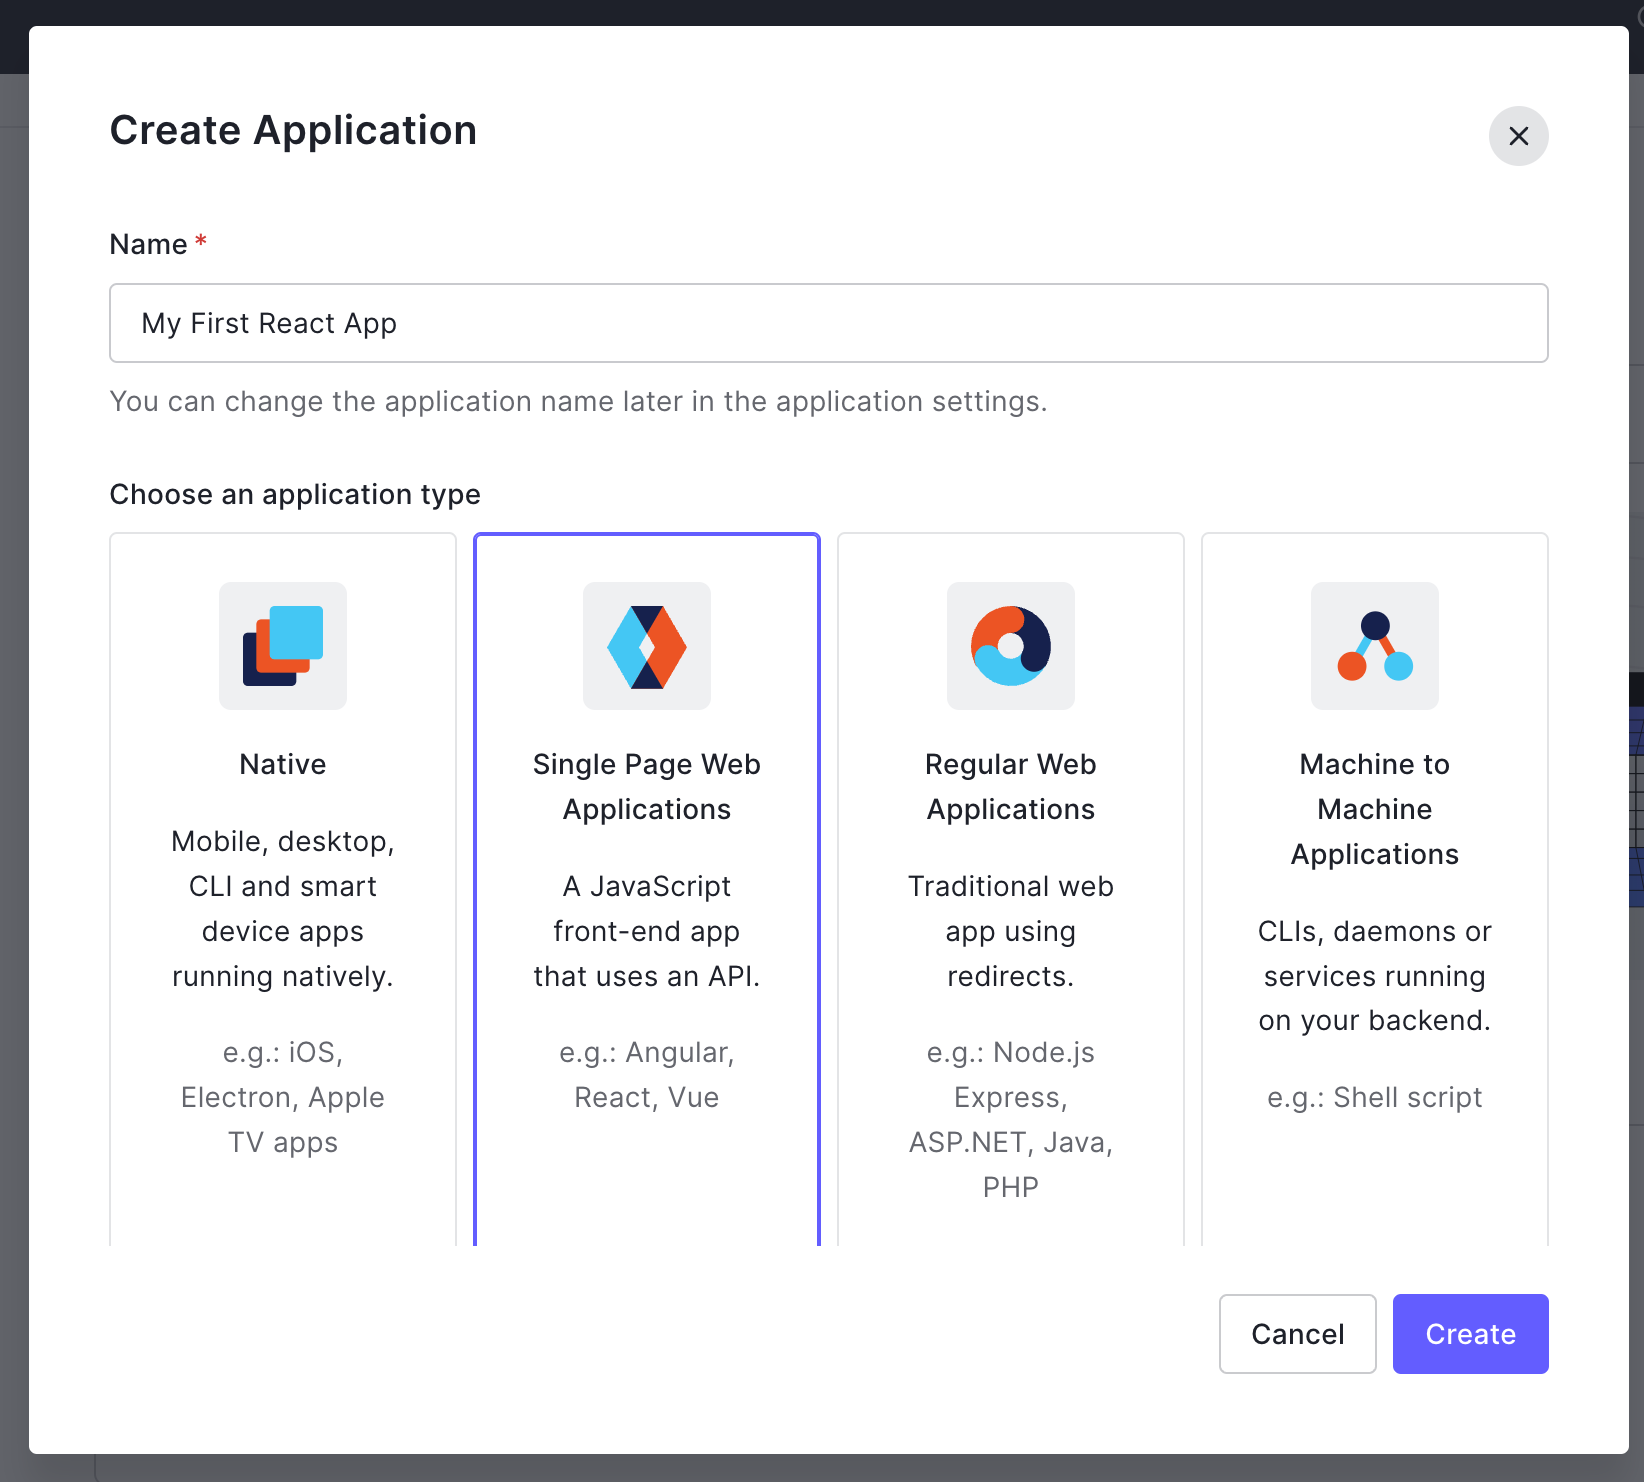 Create Application
Name *
My First React App
You can change the application name later in the application settings.
Choose an application type
Native
Mobile, desktop,
CLI and smart
device apps
running natively.
e.g.: iOS,
Electron, Apple
TV apps
Single Page Web
Applications
A JavaScript
front-end app
that uses an API.
e.g.: Angular,
React, Vue
Regular Web
Applications
Traditional web
app using
redirects.
e.g.: Node.js
Express,
ASP.NET, Java,
PHP
Machine to
Machine
Applications
CLIs, daemons or
services running
on your backend.
e.g.: Shell script
Cancel
Create